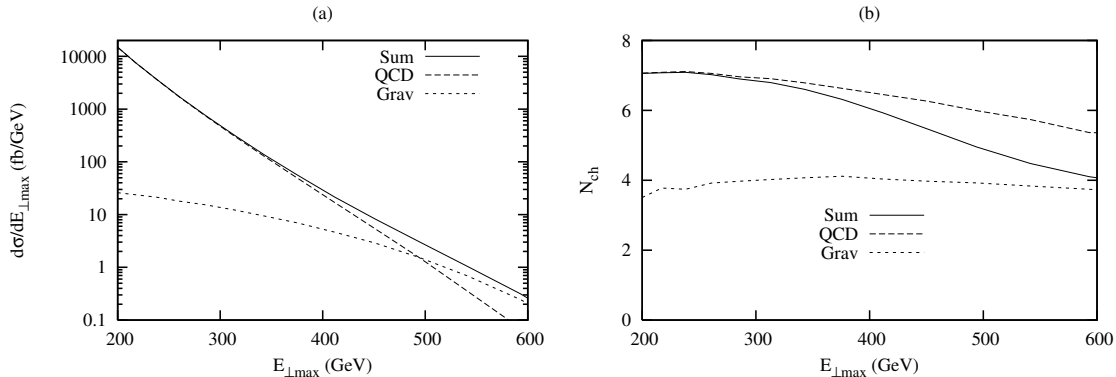 (a)
dσ/dE⊥max (fb/GeV)
10000
1000
100
10
1
0.1
200
300
400
500
600
E⊥max (GeV)
Sum
QCD
Grav
(b)
Nch
8
6
4
2
0
200
300
400
500
600
E⊥max (GeV)
Sum
QCD
Grav